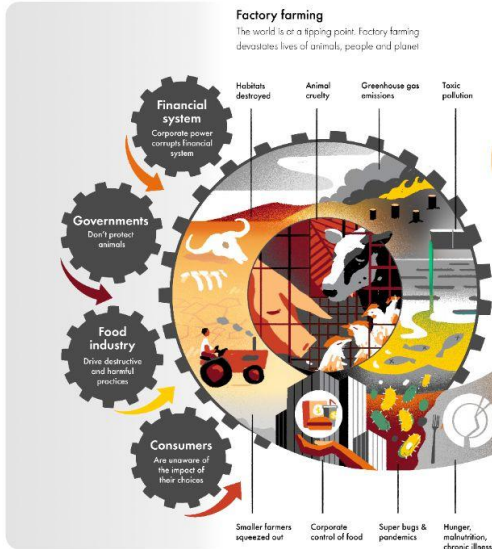 Factory farming
The world is at a tipping point. Factory farming
devastates lives of animals, people and planet
Habitats
destroyed
Animal
cruelty
Greenhouse gas
emissions
Toxic
pollution
Financial
system
Corporate power
corrupts financial
system
Governments
Don't protect
animals
Food
industry
Drive destructive
and harmful
practices
Consumers
Are unaware of
the impact of
their choices
Smaller farmers
squeezed out
Corporate
control of food
Super bugs &
pandemics
Hunger,
malnutrition,
chronic illness